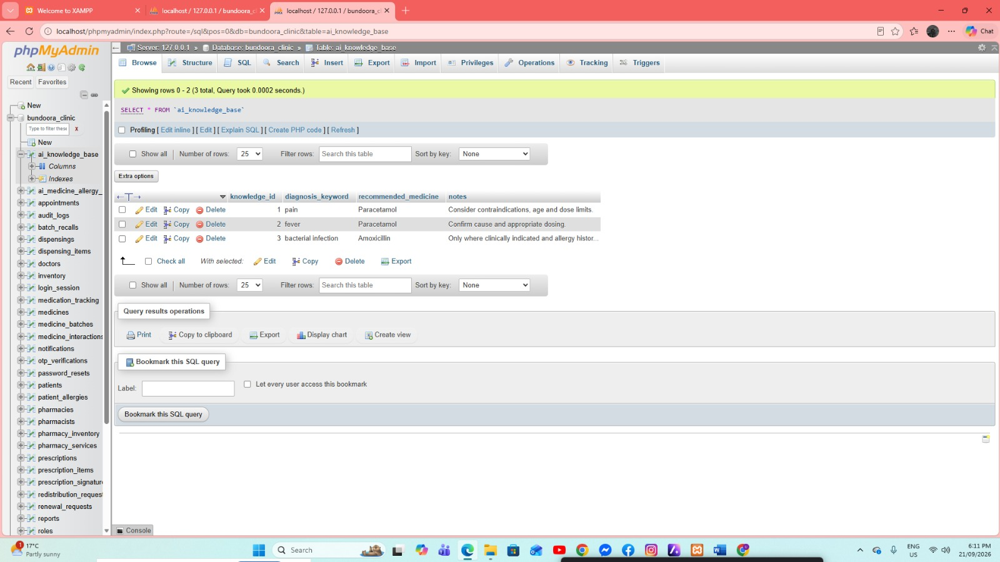 Welcome to XAMPP
localhost / 127.0.0.1 / bundoora_cl
localhost / 127.0.0.1 / bundoora_cl
localhost/phpmyadmin/index.php?route=/sql&pos=0&db=bundoora_clinic&table=ai_knowledge_base
Chat
phpMyAdmin
Recent
Favorites
New
bundoora_clinic
Type to filter these
x
New
ai_knowledge_base
Columns
Indexes
ai_medicine_allergy_
appointments
audit_logs
batch_recalls
dispensings
dispensing_items
doctors
inventory
login_session
medication_tracking
medicines
medicine_batches
medicine_interactions
notifications
otp_verifications
password_resets
patients
patient_allergies
pharmacies
pharmacists
pharmacy_inventory
pharmacy_services
prescriptions
prescription_items
prescription_signatur
redistribution_reques
renewal_requests
reports
roles
Server: 127.0.0.1 » Database: bundoora_clinic » Table: ai_knowledge_base
Browse Structure SQL Search Insert Export Import Privileges Operations Tracking Triggers
Showing rows 0 - 2 (3 total, Query took 0.0002 seconds.)
SELECT * FROM `ai_knowledge_base`
Profiling [ Edit inline ] [ Edit ] [ Explain SQL ] [ Create PHP code ] [ Refresh ]
Show all Number of rows: 25 Filter rows: Search this table Sort by key: None
Extra options
←T→ knowledge_id diagnosis_keyword recommended_medicine notes
Edit Copy Delete 1 pain Paracetamol Consider contraindications, age and dose limits.
Edit Copy Delete 2 fever Paracetamol Confirm cause and appropriate dosing.
Edit Copy Delete 3 bacterial infection Amoxicillin Only where clinically indicated and allergy histor...
Check all With selected: Edit Copy Delete Export
Show all Number of rows: 25 Filter rows: Search this table Sort by key: None
Query results operations
Print Copy to clipboard Export Display chart Create view
Bookmark this SQL query
Label: Let every user access this bookmark
Bookmark this SQL query
Console
1
17°C
Partly sunny
Search
ENG
US
6:11 PM
21/09/2026